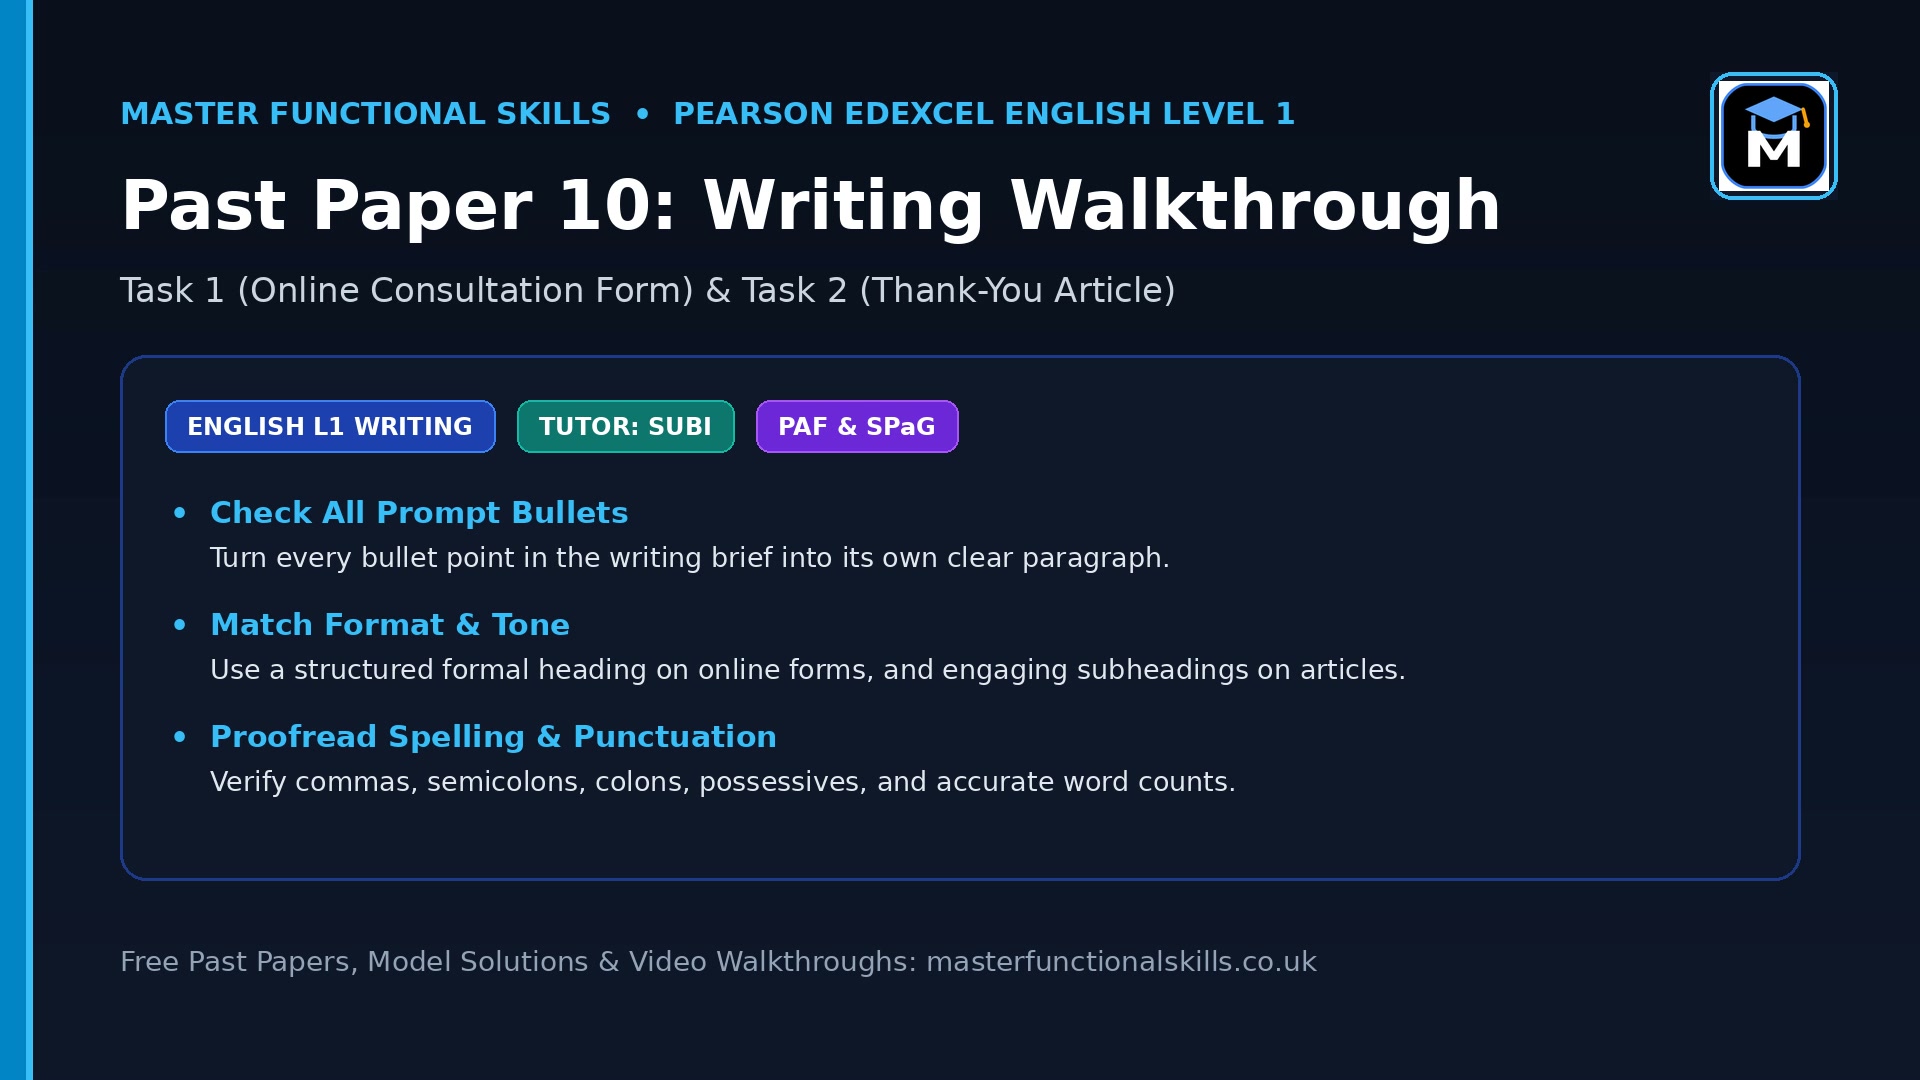 MASTER FUNCTIONAL SKILLS • PEARSON EDEXCEL ENGLISH LEVEL 1
Past Paper 10: Writing Walkthrough
M
Task 1 (Online Consultation Form) & Task 2 (Thank-You Article)
ENGLISH L1 WRITING
TUTOR: SUBI
PAF & SPaG
• Check All Prompt Bullets
Turn every bullet point in the writing brief into its own clear paragraph.
• Match Format & Tone
Use a structured formal heading on online forms, and engaging subheadings on articles.
• Proofread Spelling & Punctuation
Verify commas, semicolons, colons, possessives, and accurate word counts.
Free Past Papers, Model Solutions & Video Walkthroughs: masterfunctionalskills.co.uk